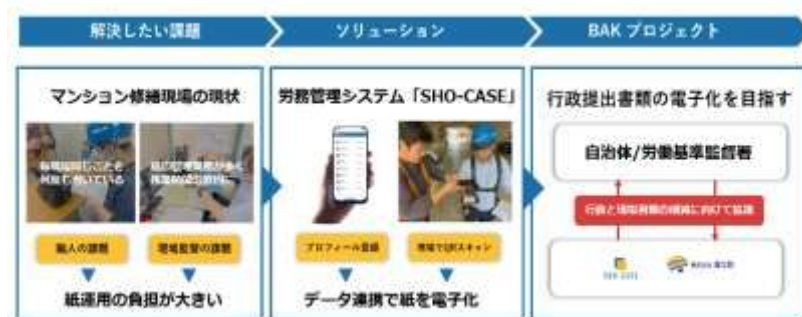 解決したい課題
ソリューション
BAK プロジェクト
マンション修繕現場の現状
職人の課題
現場監督の課題
紙運用の負担が大きい
労務管理システム「SHO-CASE」
プロフィール登録
現場でQRスキャン
データ連携で紙を電子化
行政提出書類の電子化を目指す
自治体/労働基準監督署